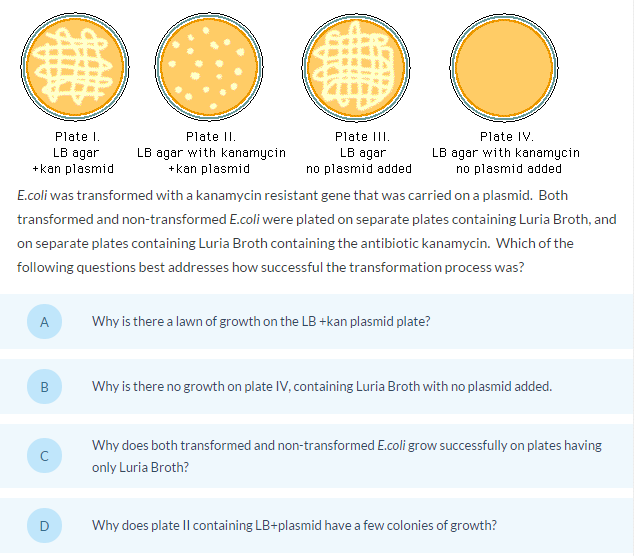 Plate I.
LB agar
+kan plasmid
Plate II.
LB agar with kanamycin
+kan plasmid
Plate III.
LB agar
no plasmid added
Plate IV.
LB agar with kanamycin
no plasmid added
E.coli was transformed with a kanamycin resistant gene that was carried on a plasmid. Both
transformed and non-transformed E.coli were plated on separate plates containing Luria Broth, and
on separate plates containing Luria Broth containing the antibiotic kanamycin. Which of the
following questions best addresses how successful the transformation process was?
A Why is there a lawn of growth on the LB +kan plasmid plate?
B Why is there no growth on plate IV, containing Luria Broth with no plasmid added.
C Why does both transformed and non-transformed E.coli grow successfully on plates having
only Luria Broth?
D Why does plate II containing LB+plasmid have a few colonies of growth?